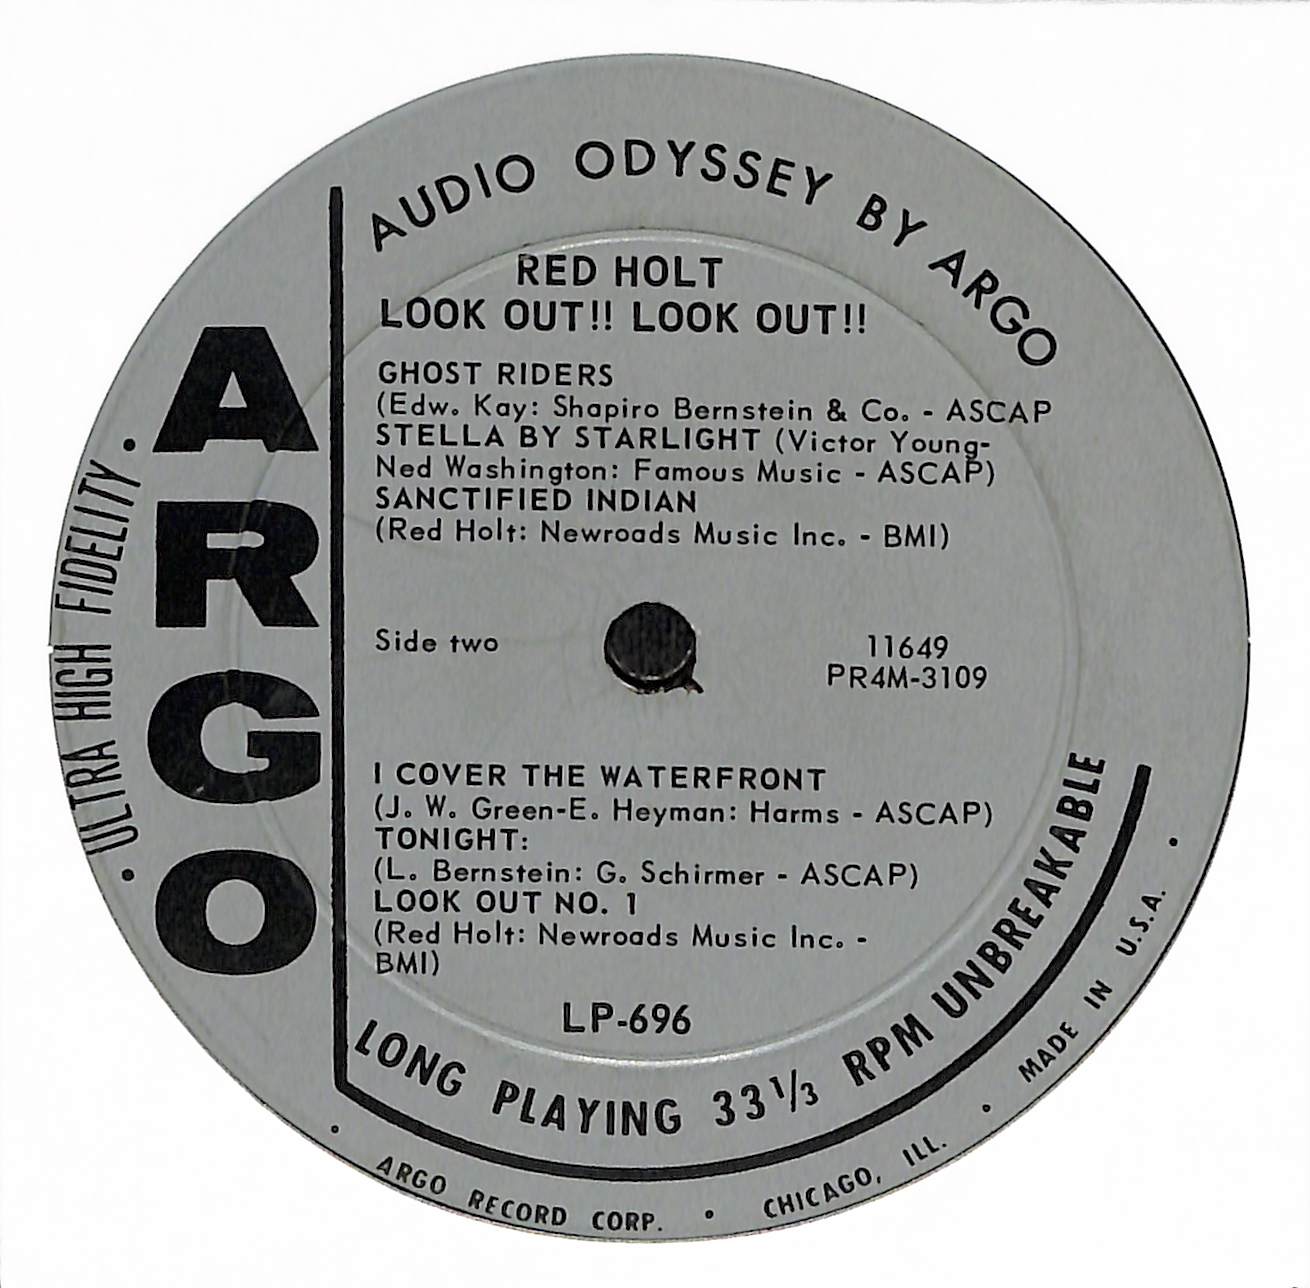 AUDIO ODYSSEY BY ARGO
RED HOLT
LOOK OUT!! LOOK OUT!!
GHOST RIDERS
(Edw. Kay: Shapiro Bernstein & Co. - ASCAP
STELLA BY STARLIGHT (Victor Young-
Ned Washington: Famous Music - ASCAP)
SANCTIFIED INDIAN
(Red Holt: Newroads Music Inc. - BMI)
Side two
11649
PR4M-3109
I COVER THE WATERFRONT
(J. W. Green-E. Heyman: Harms - ASCAP)
TONIGHT:
(L. Bernstein: G. Schirmer - ASCAP)
LOOK OUT NO. 1
(Red Holt: Newroads Music Inc. -
BMI)
LP-696
LONG PLAYING 33 1/3 RPM UNBREAKABLE
ARGO
• ULTRA HIGH FIDELITY •
• ARGO RECORD CORP. • CHICAGO, ILL. • MADE IN U.S.A. •